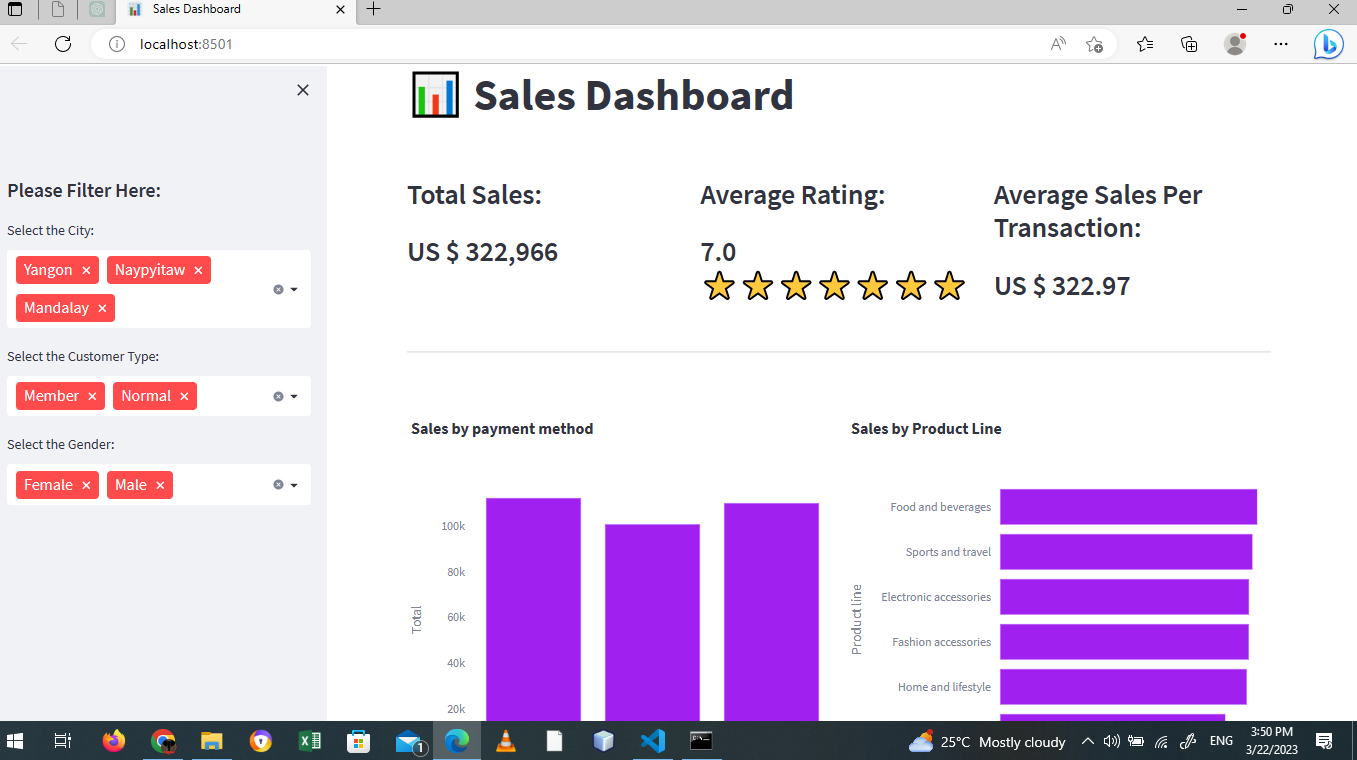 Sales Dashboard
localhost:8501
Sales Dashboard
Please Filter Here:
Select the City:
Yangon
Naypyitaw
Mandalay
Select the Customer Type:
Member
Normal
Select the Gender:
Female
Male
Total Sales:
US $ 322,966
Average Rating:
7.0
Average Sales Per
Transaction:
US $ 322.97
Sales by payment method
100k
80k
60k
40k
20k
Total
Sales by Product Line
Product line
Food and beverages
Sports and travel
Electronic accessories
Fashion accessories
Home and lifestyle
1
25°C Mostly cloudy
ENG
3:50 PM
3/22/2023